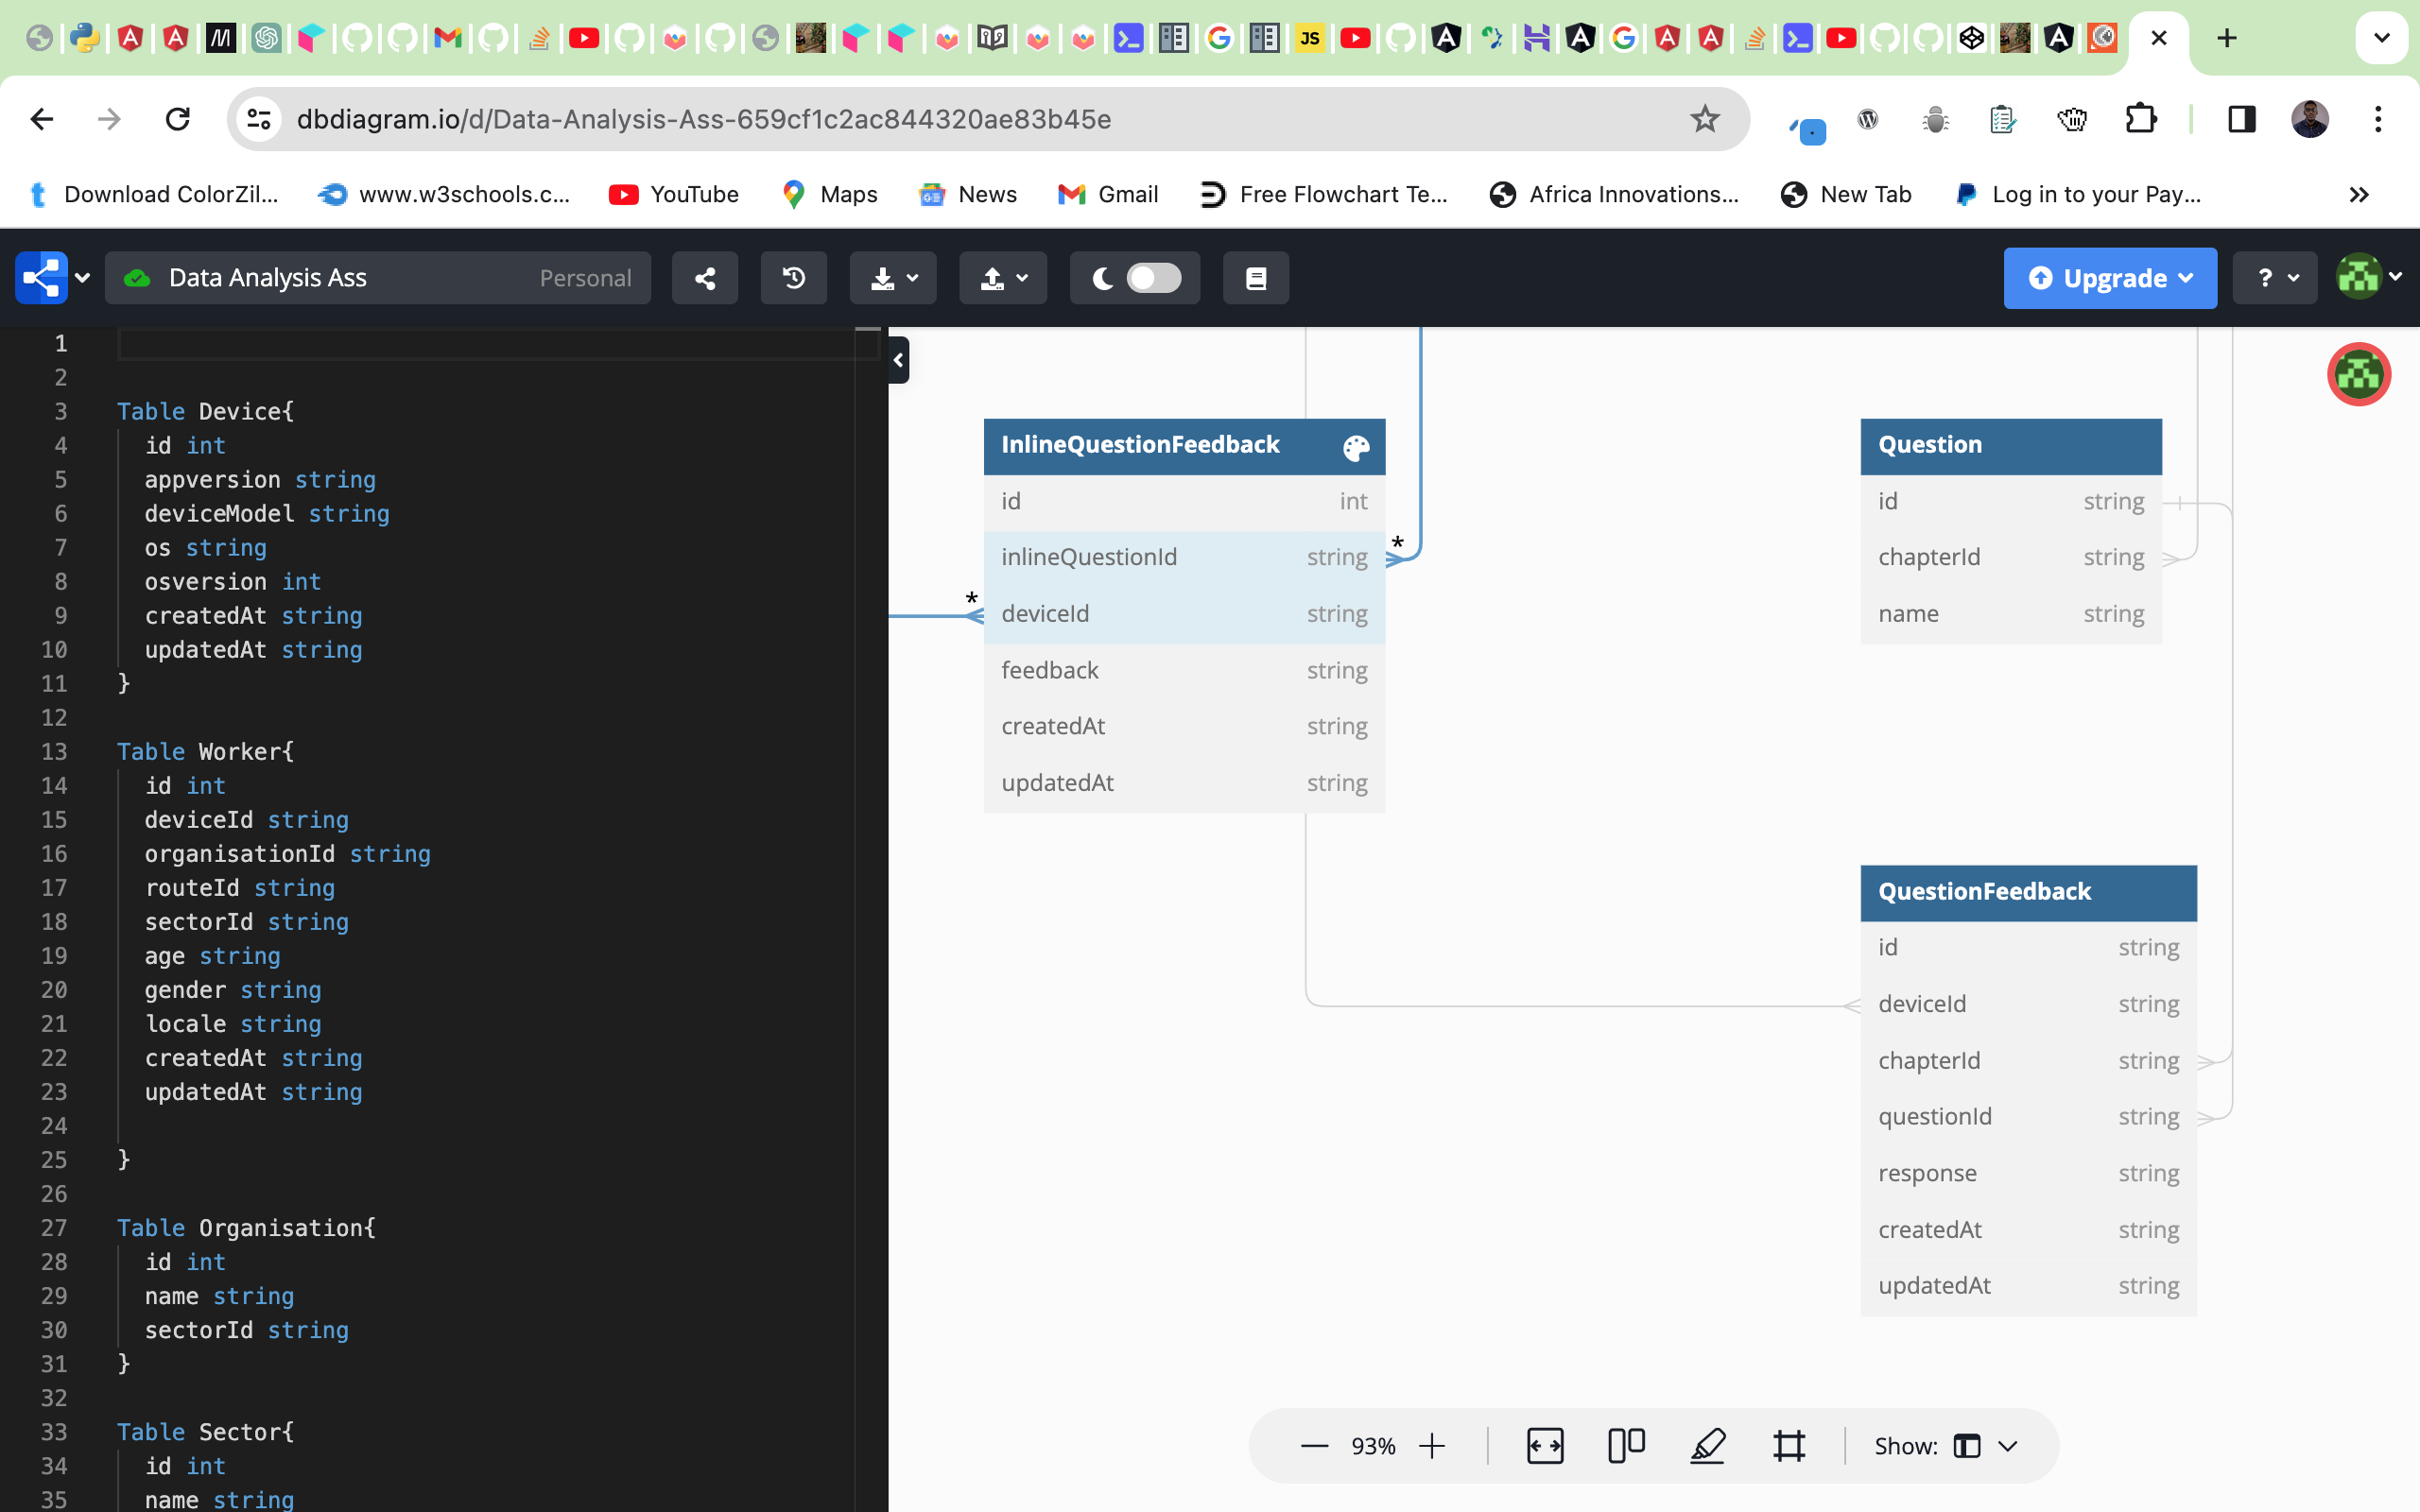 JS
dbdiagram.io/d/Data-Analysis-Ass-659cf1c2ac844320ae83b45e
Download ColorZil...
www.w3schools.c...
YouTube
Maps
News
Gmail
Free Flowchart Te...
Africa Innovations...
New Tab
Log in to your Pay...
Data Analysis Ass
Personal
Upgrade
?
1
2
3 Table Device{
4 id int
5 appversion string
6 deviceModel string
7 os string
8 osversion int
9 createdAt string
10 updatedAt string
11 }
12
13 Table Worker{
14 id int
15 deviceId string
16 organisationId string
17 routeId string
18 sectorId string
19 age string
20 gender string
21 locale string
22 createdAt string
23 updatedAt string
24
25 }
26
27 Table Organisation{
28 id int
29 name string
30 sectorId string
31 }
32
33 Table Sector{
34 id int
35 name string
InlineQuestionFeedback
id int
inlineQuestionId string *
* deviceId string
feedback string
createdAt string
updatedAt string
Question
id string
chapterId string
name string
QuestionFeedback
id string
deviceId string
chapterId string
questionId string
response string
createdAt string
updatedAt string
93%
Show: